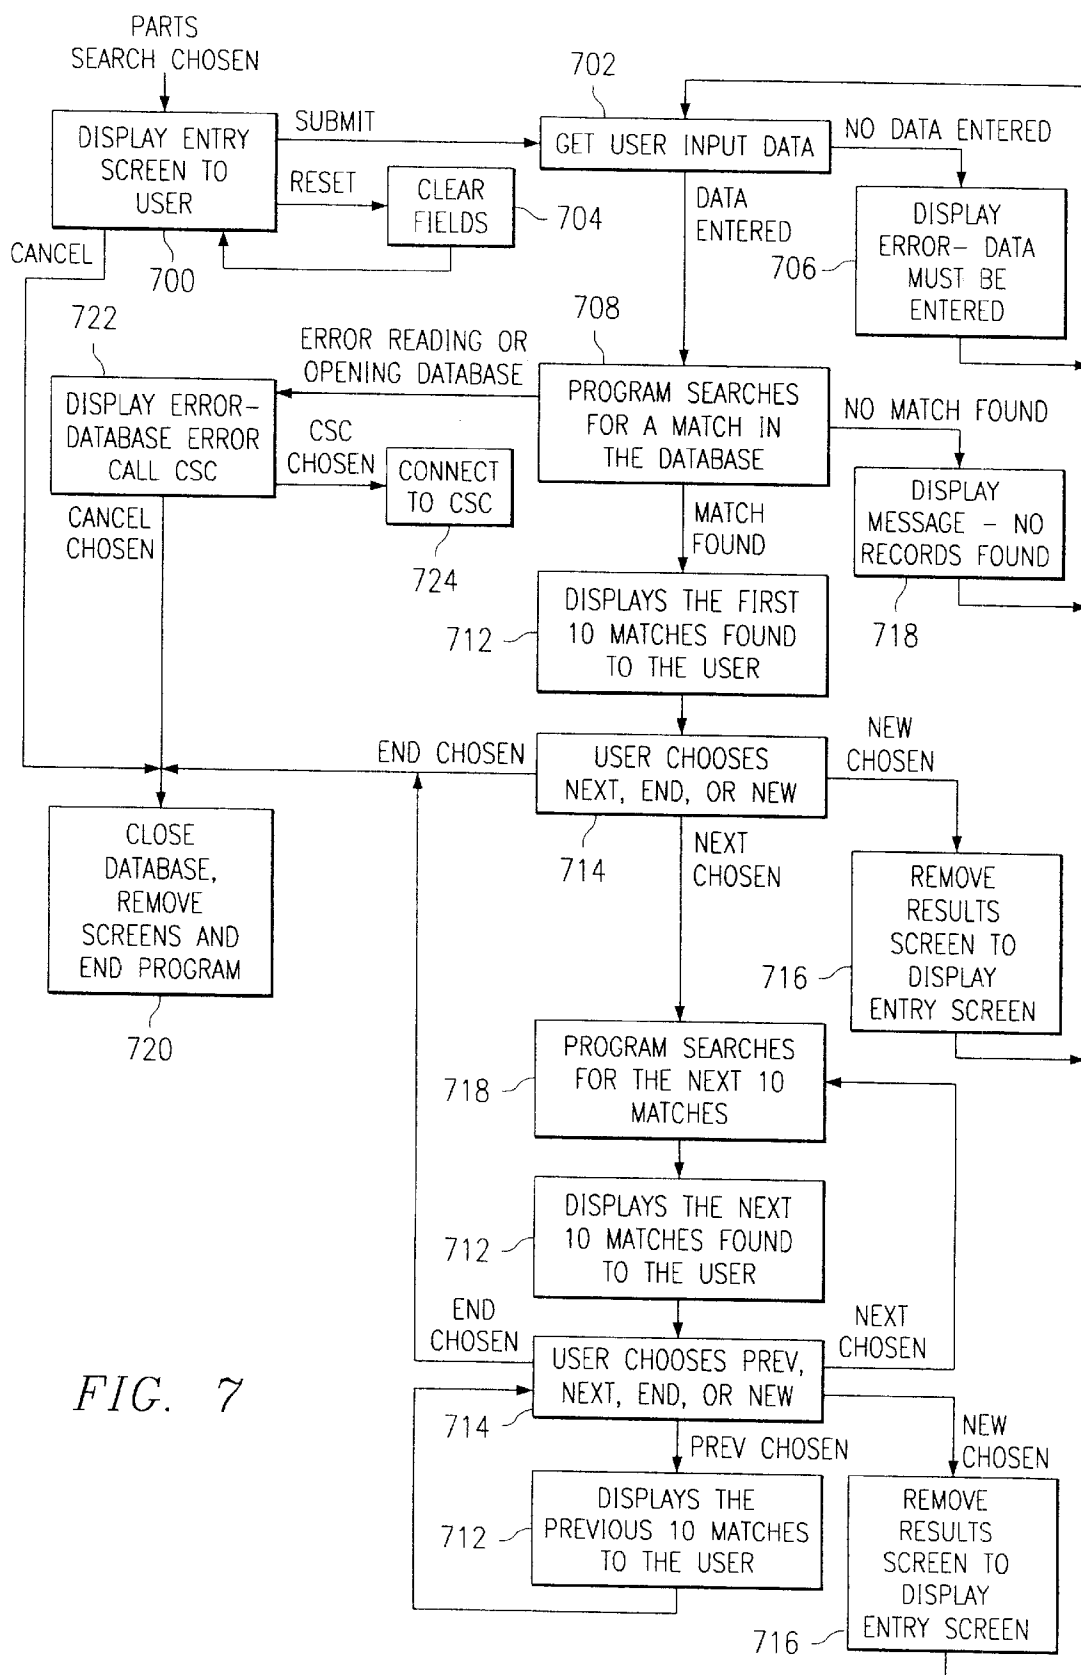 PARTS
SEARCH CHOSEN
702
DISPLAY ENTRY
SCREEN TO
USER
SUBMIT
GET USER INPUT DATA
NO DATA ENTERED
RESET
CLEAR
FIELDS
704
DATA
ENTERED
DISPLAY
ERROR- DATA
MUST BE
ENTERED
706
CANCEL
700
722
708
ERROR READING OR
OPENING DATABASE
DISPLAY ERROR-
DATABASE ERROR
CALL CSC
PROGRAM SEARCHES
FOR A MATCH IN
THE DATABASE
NO MATCH FOUND
CSC
CHOSEN
CONNECT
TO CSC
724
DISPLAY
MESSAGE - NO
RECORDS FOUND
718
CANCEL
CHOSEN
MATCH
FOUND
712
DISPLAYS THE FIRST
10 MATCHES FOUND
TO THE USER
END CHOSEN
USER CHOOSES
NEXT, END, OR NEW
714
NEW
CHOSEN
CLOSE
DATABASE,
REMOVE
SCREENS AND
END PROGRAM
720
NEXT
CHOSEN
REMOVE
RESULTS
SCREEN TO
DISPLAY
ENTRY SCREEN
716
718
PROGRAM SEARCHES
FOR THE NEXT 10
MATCHES
712
DISPLAYS THE NEXT
10 MATCHES FOUND
TO THE USER
END
CHOSEN
NEXT
CHOSEN
USER CHOOSES PREV,
NEXT, END, OR NEW
714
FIG. 7
PREV CHOSEN
NEW
CHOSEN
712
DISPLAYS THE
PREVIOUS 10 MATCHES
TO THE USER
REMOVE
RESULTS
SCREEN TO
DISPLAY
ENTRY SCREEN
716